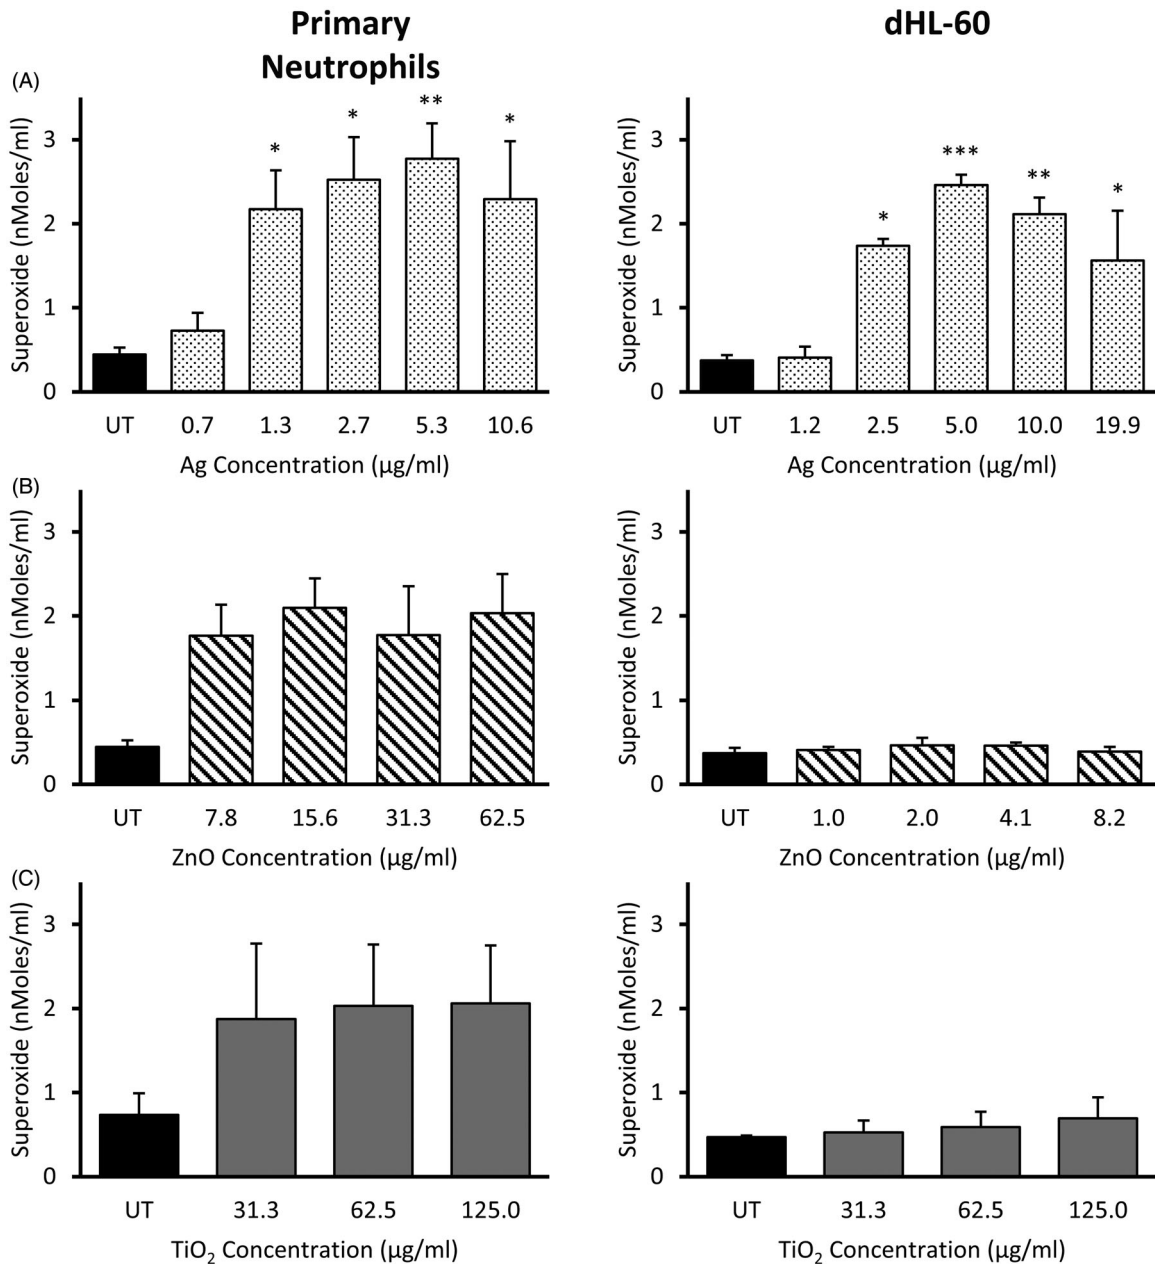 Primary
Neutrophils
dHL-60
(A)
Superoxide (nMoles/ml)
3
2
1
0
*
*
**
*
UT 0.7 1.3 2.7 5.3 10.6
Ag Concentration (µg/ml)
Superoxide (nMoles/ml)
3
2
1
0
*
***
**
*
UT 1.2 2.5 5.0 10.0 19.9
Ag Concentration (µg/ml)
(B)
Superoxide (nMoles/ml)
3
2
1
0
UT 7.8 15.6 31.3 62.5
ZnO Concentration (µg/ml)
Superoxide (nMoles/ml)
3
2
1
0
UT 1.0 2.0 4.1 8.2
ZnO Concentration (µg/ml)
(C)
Superoxide (nMoles/ml)
3
2
1
0
UT 31.3 62.5 125.0
TiO₂ Concentration (µg/ml)
Superoxide (nMoles/ml)
3
2
1
0
UT 31.3 62.5 125.0
TiO₂ Concentration (µg/ml)